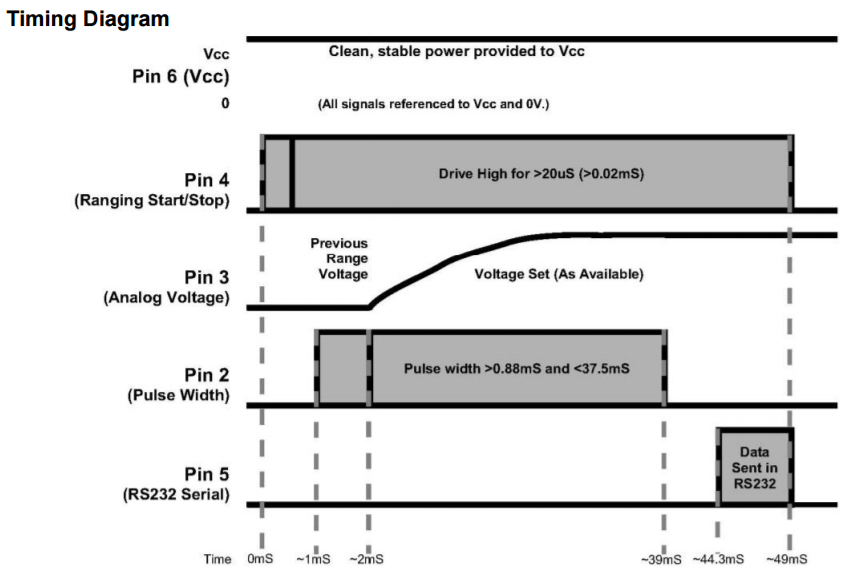 Timing Diagram
Vcc
Clean, stable power provided to Vcc
Pin 6 (Vcc)
0
(All signals referenced to Vcc and 0V.)
Pin 4
(Ranging Start/Stop)
Drive High for >20uS (>0.02mS)
Previous
Range
Voltage
Pin 3
(Analog Voltage)
Voltage Set (As Available)
Pin 2
(Pulse Width)
Pulse width >0.88mS and <37.5mS
Pin 5
(RS232 Serial)
Data
Sent in
RS232
Time 0mS ~1mS ~2mS ~39mS ~44.3mS ~49mS